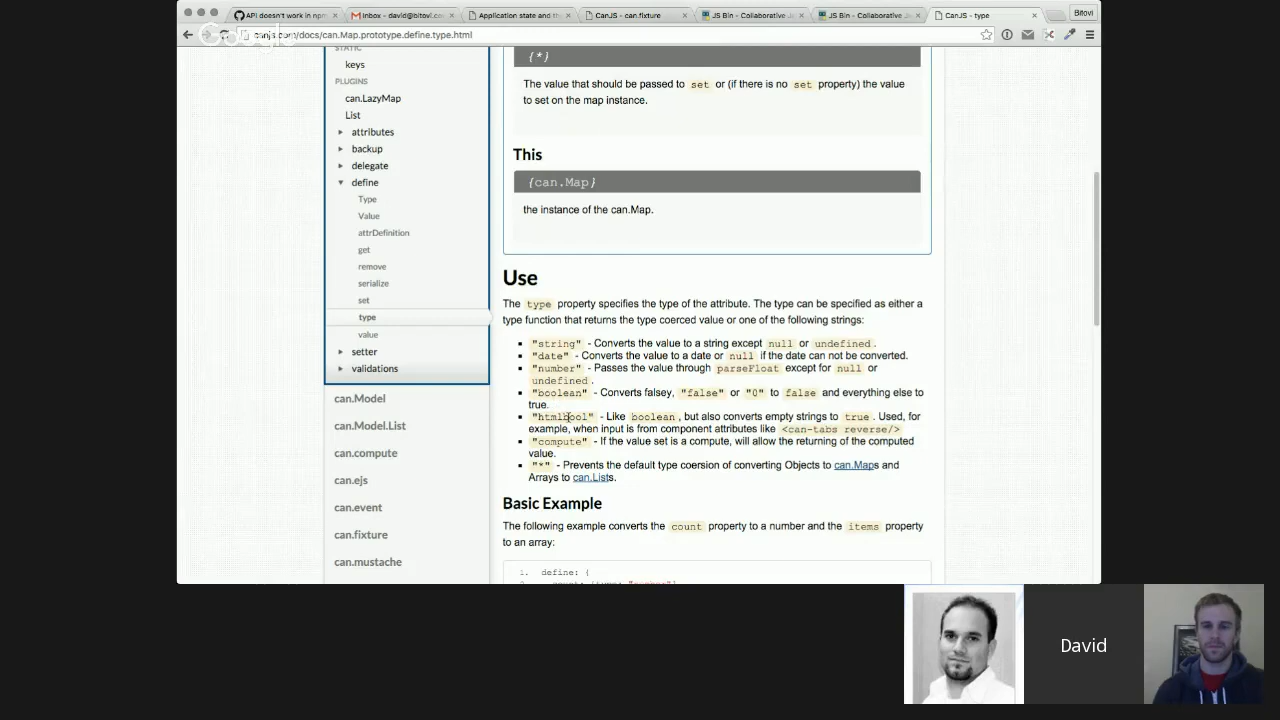 API doesn't work in npm
Inbox - david@bitovi.com
Application state and the
CanJS - can.fixture
JS Bin - Collaborative Ja
JS Bin - Collaborative Ja
CanJS - type
Bitovi
canjs.com/docs/can.Map.prototype.define.type.html
Google
STATIC
keys
PLUGINS
can.LazyMap
List
attributes
backup
delegate
define
Type
Value
attrDefinition
get
remove
serialize
set
type
value
setter
validations
can.Model
can.Model.List
can.compute
can.ejs
can.event
can.fixture
can.mustache
{*}
The value that should be passed to set or (if there is no set property) the value
to set on the map instance.
This
{can.Map}
the instance of the can.Map.
Use
The type property specifies the type of the attribute. The type can be specified as either a
type function that returns the type coerced value or one of the following strings:
"string" - Converts the value to a string except null or undefined .
"date" - Converts the value to a date or null if the date can not be converted.
"number" - Passes the value through parseFloat except for null or
undefined .
"boolean" - Converts falsey, "false" or "0" to false and everything else to
true.
"htmlbool" - Like boolean , but also converts empty strings to true . Used, for
example, when input is from component attributes like <can-tabs reverse/>
"compute" - If the value set is a compute, will allow the returning of the computed
value.
"*" - Prevents the default type coersion of converting Objects to can.Maps and
Arrays to can.Lists.
Basic Example
The following example converts the count property to a number and the items property
to an array:
1. define: {
David